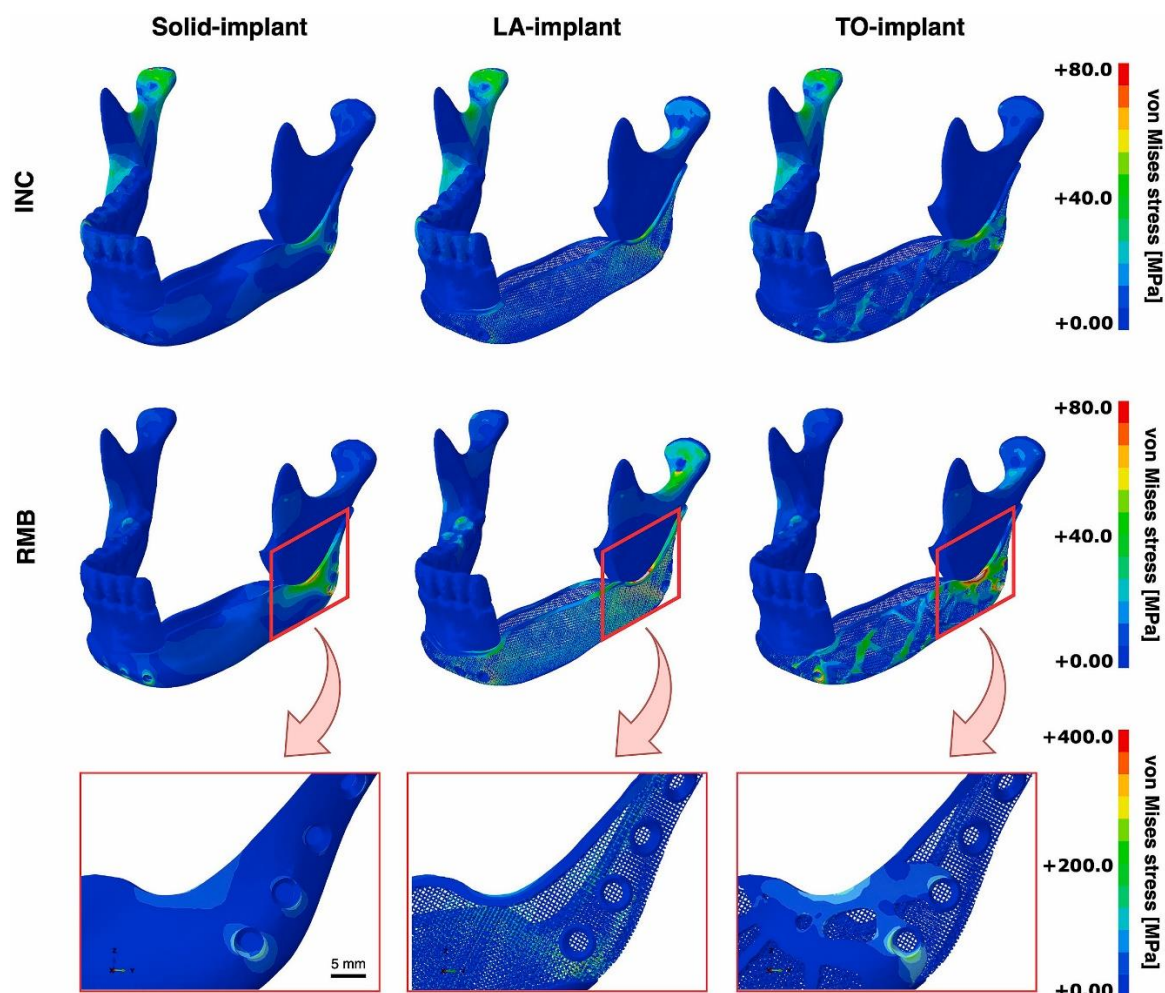 Solid-implant LA-implant TO-implant
INC
+80.0
+40.0
+0.00
von Mises stress [MPa]
RMB
+80.0
+40.0
+0.00
von Mises stress [MPa]
+400.0
+200.0
+0.00
von Mises stress [MPa]
5 mm